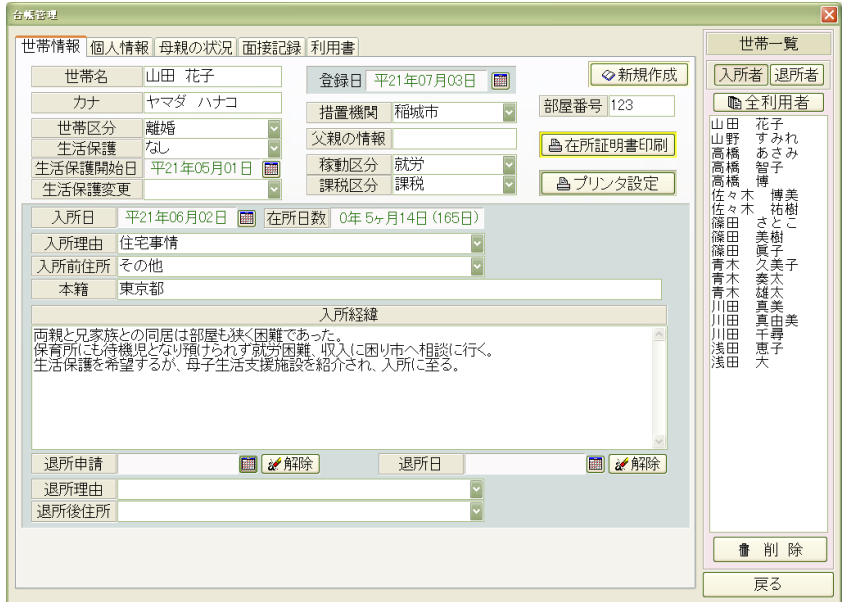 台帳管理
世帯情報 個人情報 母親の状況 面接記録 利用書
世帯名 山田 花子
カナ ヤマダ ハナコ
世帯区分 離婚
生活保護 なし
生活保護開始日 平21年05月01日
生活保護変更
登録日 平21年07月03日
措置機関 稲城市
父親の情報
稼動区分 就労
課税区分 課税
新規作成
部屋番号 123
在所証明書印刷
プリンタ設定
入所日 平21年06月02日 在所日数 0年 5ヶ月14日 (165日)
入所理由 住宅事情
入所前住所 その他
本籍 東京都
入所経緯
両親と兄家族との同居は部屋も狭く困難であった。
保育所にも待機児となり預けられず就労困難、収入に困り市へ相談に行く。
生活保護を希望するが、母子生活支援施設を紹介され、入所に至る。
退所申請 解除 退所日 解除
退所理由
退所後住所
世帯一覧
入所者 退所者
全利用者
山田 花子
山野 すみれ
高橋 あさみ
高橋 智子
高橋 博
佐々木 博美
佐々木 祐樹
篠田 さとこ
篠田 美樹
篠田 眞子
青木 久美子
青木 奏太
青木 雄太
川田 真美
川田 真由美
川田 千尋
浅田 恵子
浅田 大
削 除
戻る